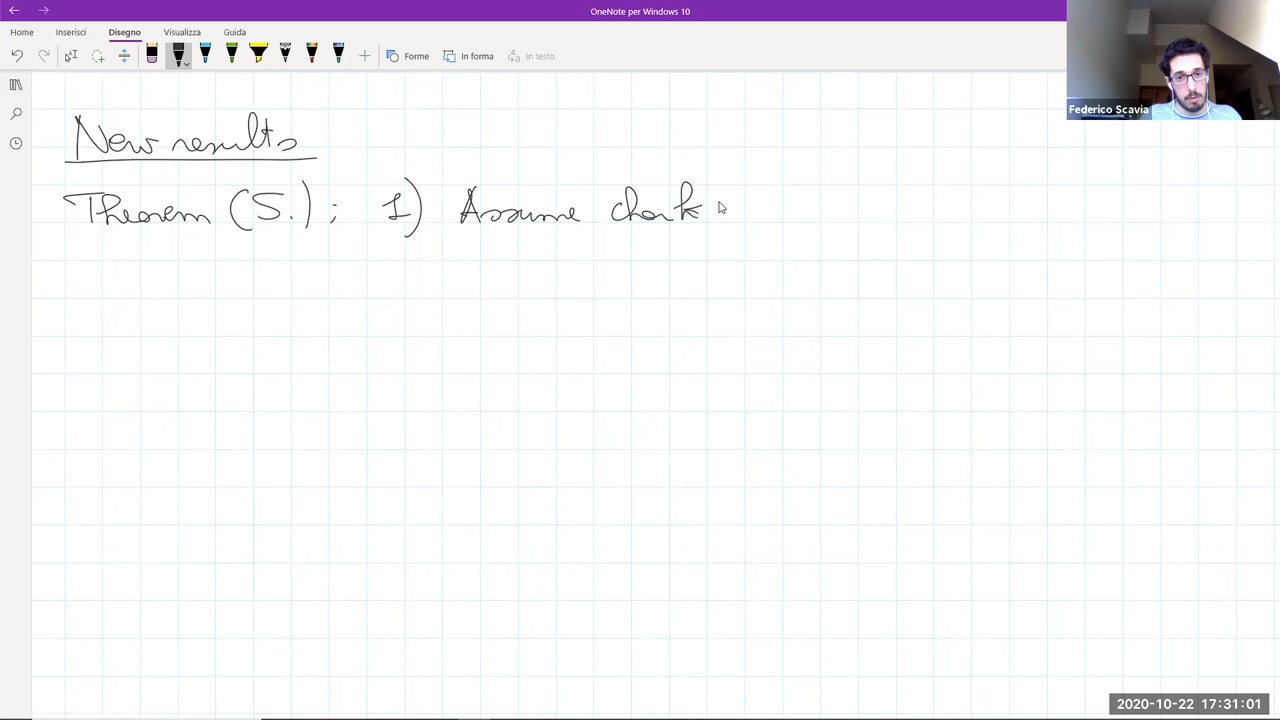 OneNote per Windows 10
Home Inserisci Disegno Visualizza Guida
Forme In forma In testo
Federico Scavia
New results
Theorem (S.); 1) Assume chark
2020-10-22 17:31:01